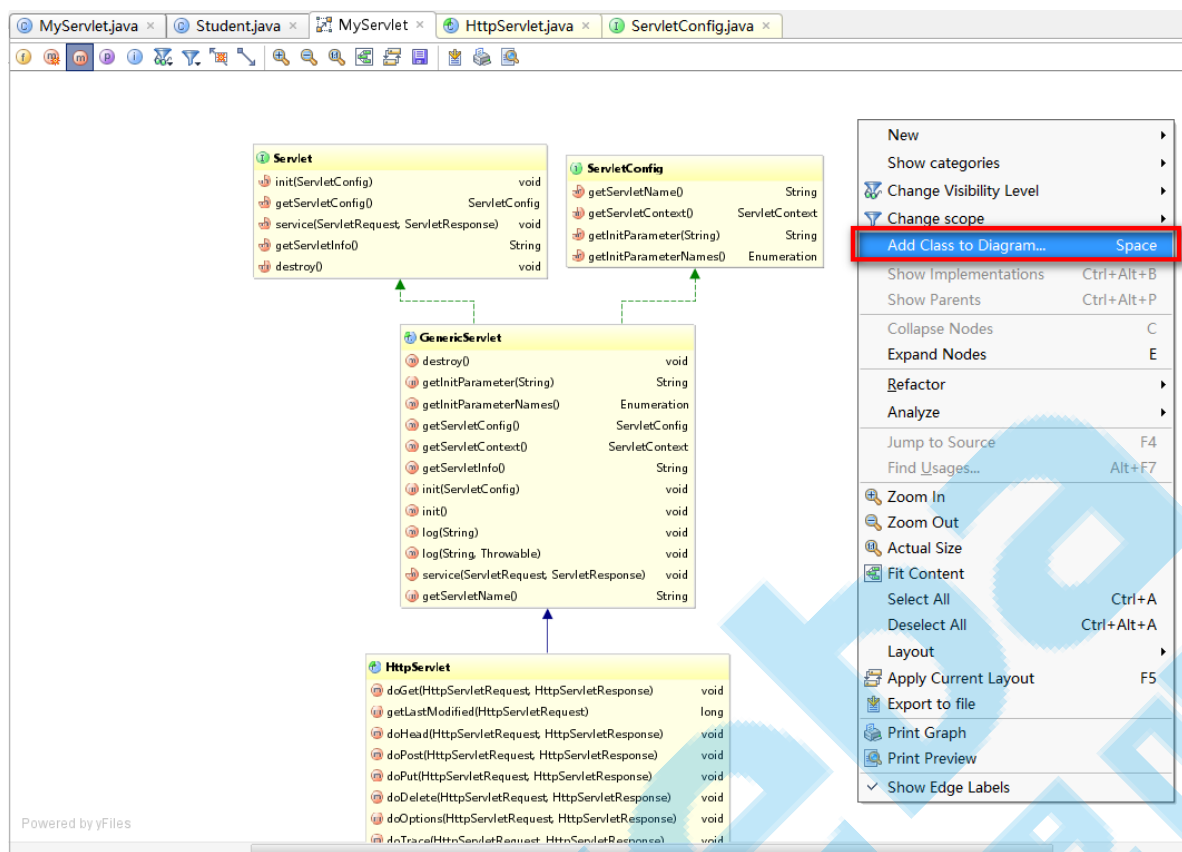 MyServlet.java × Student.java × MyServlet × HttpServlet.java × ServletConfig.java ×
Servlet
init(ServletConfig) void
getServletConfig() ServletConfig
service(ServletRequest, ServletResponse) void
getServletInfo() String
destroy() void
ServletConfig
getServletName() String
getServletContext() ServletContext
getInitParameter(String) String
getInitParameterNames() Enumeration
GenericServlet
destroy() void
getInitParameter(String) String
getInitParameterNames() Enumeration
getServletConfig() ServletConfig
getServletContext() ServletContext
getServletInfo() String
init(ServletConfig) void
init() void
log(String) void
log(String, Throwable) void
service(ServletRequest, ServletResponse) void
getServletName() String
HttpServlet
doGet(HttpServletRequest, HttpServletResponse) void
getLastModified(HttpServletRequest) long
doHead(HttpServletRequest, HttpServletResponse) void
doPost(HttpServletRequest, HttpServletResponse) void
doPut(HttpServletRequest, HttpServletResponse) void
doDelete(HttpServletRequest, HttpServletResponse) void
doOptions(HttpServletRequest, HttpServletResponse) void
doTrace(HttpServletRequest, HttpServletResponse) void
Powered by yFiles
New
Show categories
Change Visibility Level
Change scope
Add Class to Diagram... Space
Show Implementations Ctrl+Alt+B
Show Parents Ctrl+Alt+P
Collapse Nodes C
Expand Nodes E
Refactor
Analyze
Jump to Source F4
Find Usages... Alt+F7
Zoom In
Zoom Out
Actual Size
Fit Content
Select All Ctrl+A
Deselect All Ctrl+Alt+A
Layout
Apply Current Layout F5
Export to file
Print Graph
Print Preview
Show Edge Labels